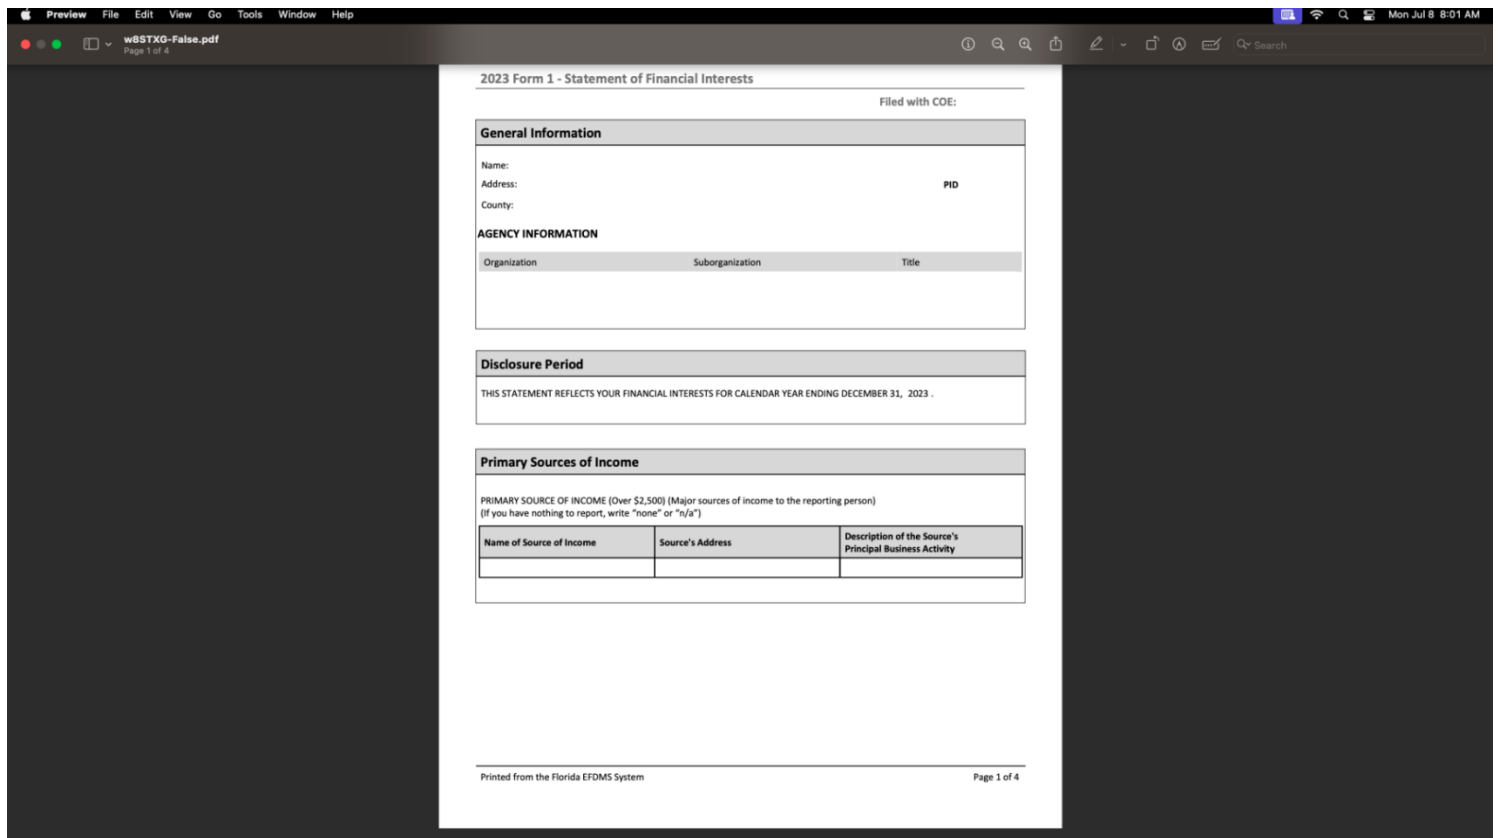 Preview File Edit View Go Tools Window Help Mon Jul 8 8:01 AM
w8STXG-False.pdf
Page 1 of 4
Search
2023 Form 1 - Statement of Financial Interests
Filed with COE:
General Information
Name:
Address: PID
County:
AGENCY INFORMATION
Organization Suborganization Title
Disclosure Period
THIS STATEMENT REFLECTS YOUR FINANCIAL INTERESTS FOR CALENDAR YEAR ENDING DECEMBER 31, 2023 .
Primary Sources of Income
PRIMARY SOURCE OF INCOME (Over $2,500) (Major sources of income to the reporting person)
(If you have nothing to report, write “none” or “n/a”)
Name of Source of Income Source's Address Description of the Source's
Principal Business Activity
Printed from the Florida EFDMS System Page 1 of 4